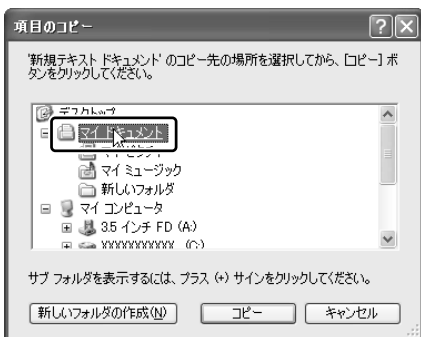 項目のコピー
'新規テキスト ドキュメント' のコピー先の場所を選択してから、[コピー] ボ
タンをクリックしてください。
デスクトップ
マイ ドキュメント
マイ ミュージック
新しいフォルダ
マイ コンピュータ
3.5 インチ FD (A:)
XXXXXXXXXXX (C:)
サブ フォルダを表示するには、プラス (+) サインをクリックしてください。
新しいフォルダの作成(N)
コピー
キャンセル